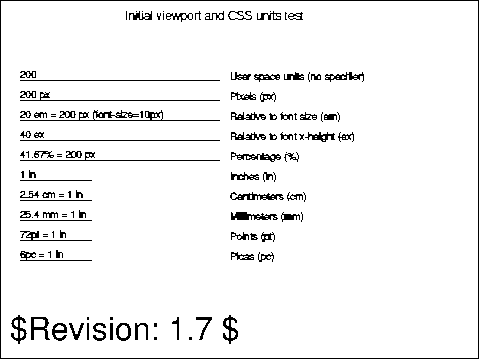 Initial viewport and CSS units test
200 User space units (no specifier)
200 px Pixels (px)
20 em = 200 px (font-size=10px) Relative to font size (em)
40 ex Relative to font x-height (ex)
41.67% = 200 px Percentage (%)
1 in Inches (in)
2.54 cm = 1 in Centimeters (cm)
25.4 mm = 1 in Millimeters (mm)
72pt = 1 in Points (pt)
6pc = 1 in Picas (pc)
$Revision: 1.7 $